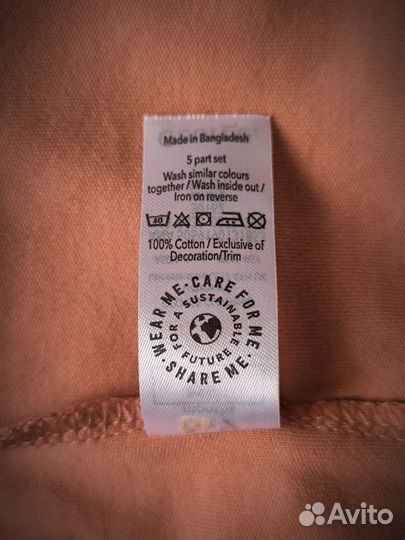 Made in Bangladesh
5 part set
Wash similar colours
together / Wash inside out /
Iron on reverse
40
100% Cotton / Exclusive of
Decoration/Trim
WEAR ME • CARE FOR ME • SHARE ME •
FOR A SUSTAINABLE FUTURE
Avito